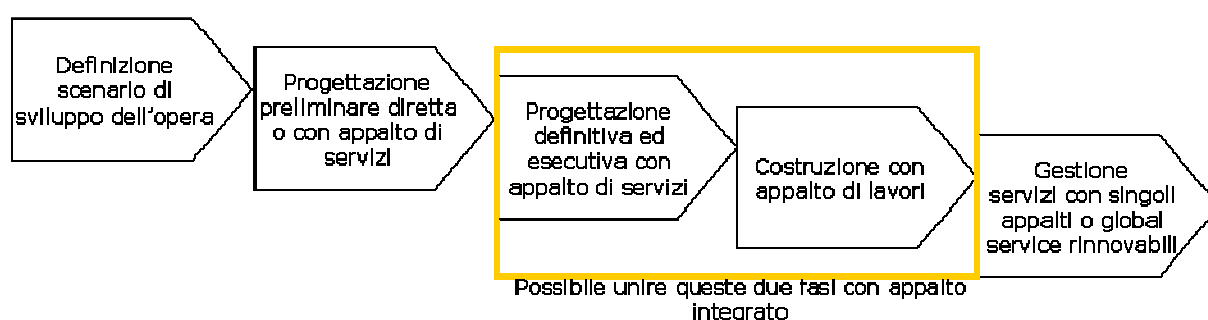 Definizione
scenario di
sviluppo dell'opera
Progettazione
preliminare diretta
o con appalto di
servizi
Progettazione
definitiva ed
esecutiva con
appalto di servizi
Costruzione con
appalto di lavori
Gestione
servizi con singoli
appalti o global
service rinnovabili
Possibile unire queste due fasi con appalto
integrato